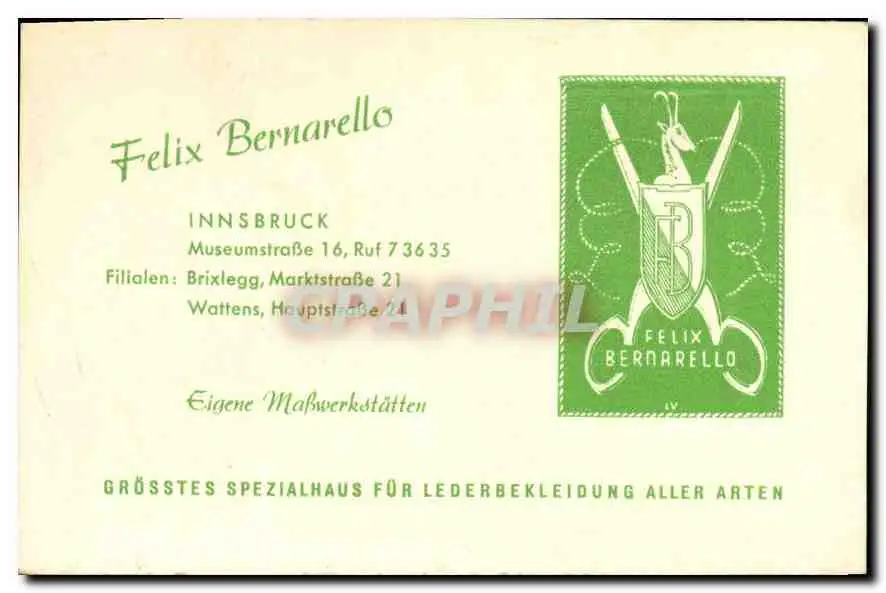 Felix Bernarello
INNSBRUCK
Museumstraße 16, Ruf 7 36 35
Filialen: Brixlegg, Marktstraße 21
Wattens, Hauptstraße 24
Eigene Maßwerkstätten
GRÖSSTES SPEZIALHAUS FÜR LEDERBEKLEIDUNG ALLER ARTEN
FB
FELIX
BERNARELLO
LV
CPAPHIL